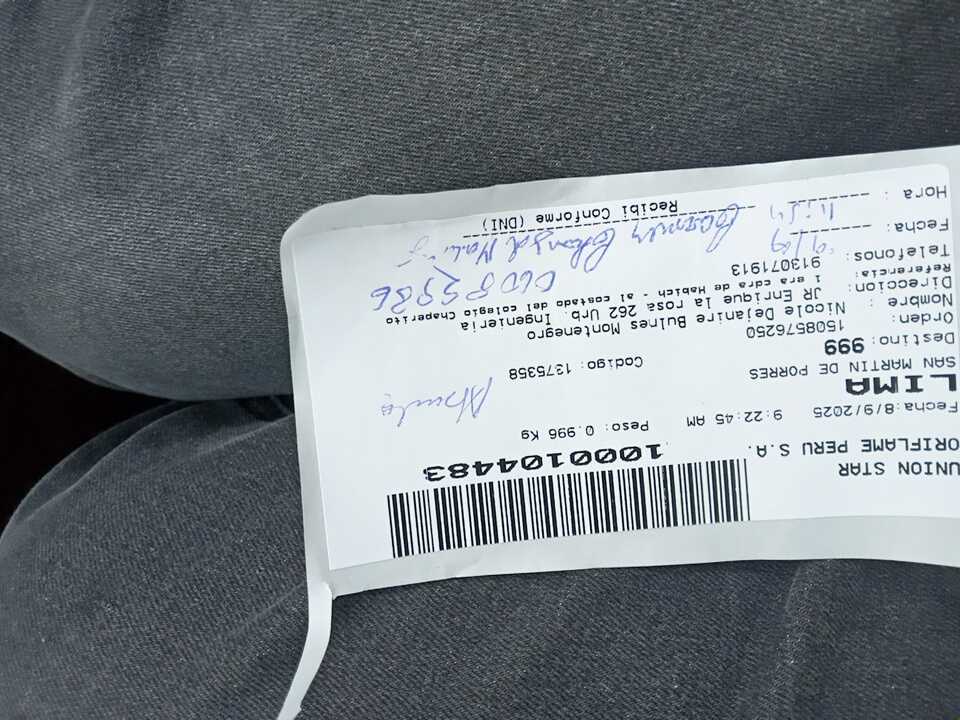 UNION STAR
ORIFLAME PERU S.A.
1000104483
Fecha:8/9/2025 9:22:45 AM Peso: 0.996 Kg
LIMA
SAN MARTIN DE PORRES
Destino: 999
Orden: 1508576250 Codigo: 1275358
Nombre : Nicole Dejanire Bulnes Montenegro
Direccion: JR Enrique la rosa 262 Urb. Ingenieria
Referencia: 1 era cdra de Habich - al costado del colegio Chaperito
Telefonos: 913071913
Fecha:
Hora :
Recibi Conforme (DNI)